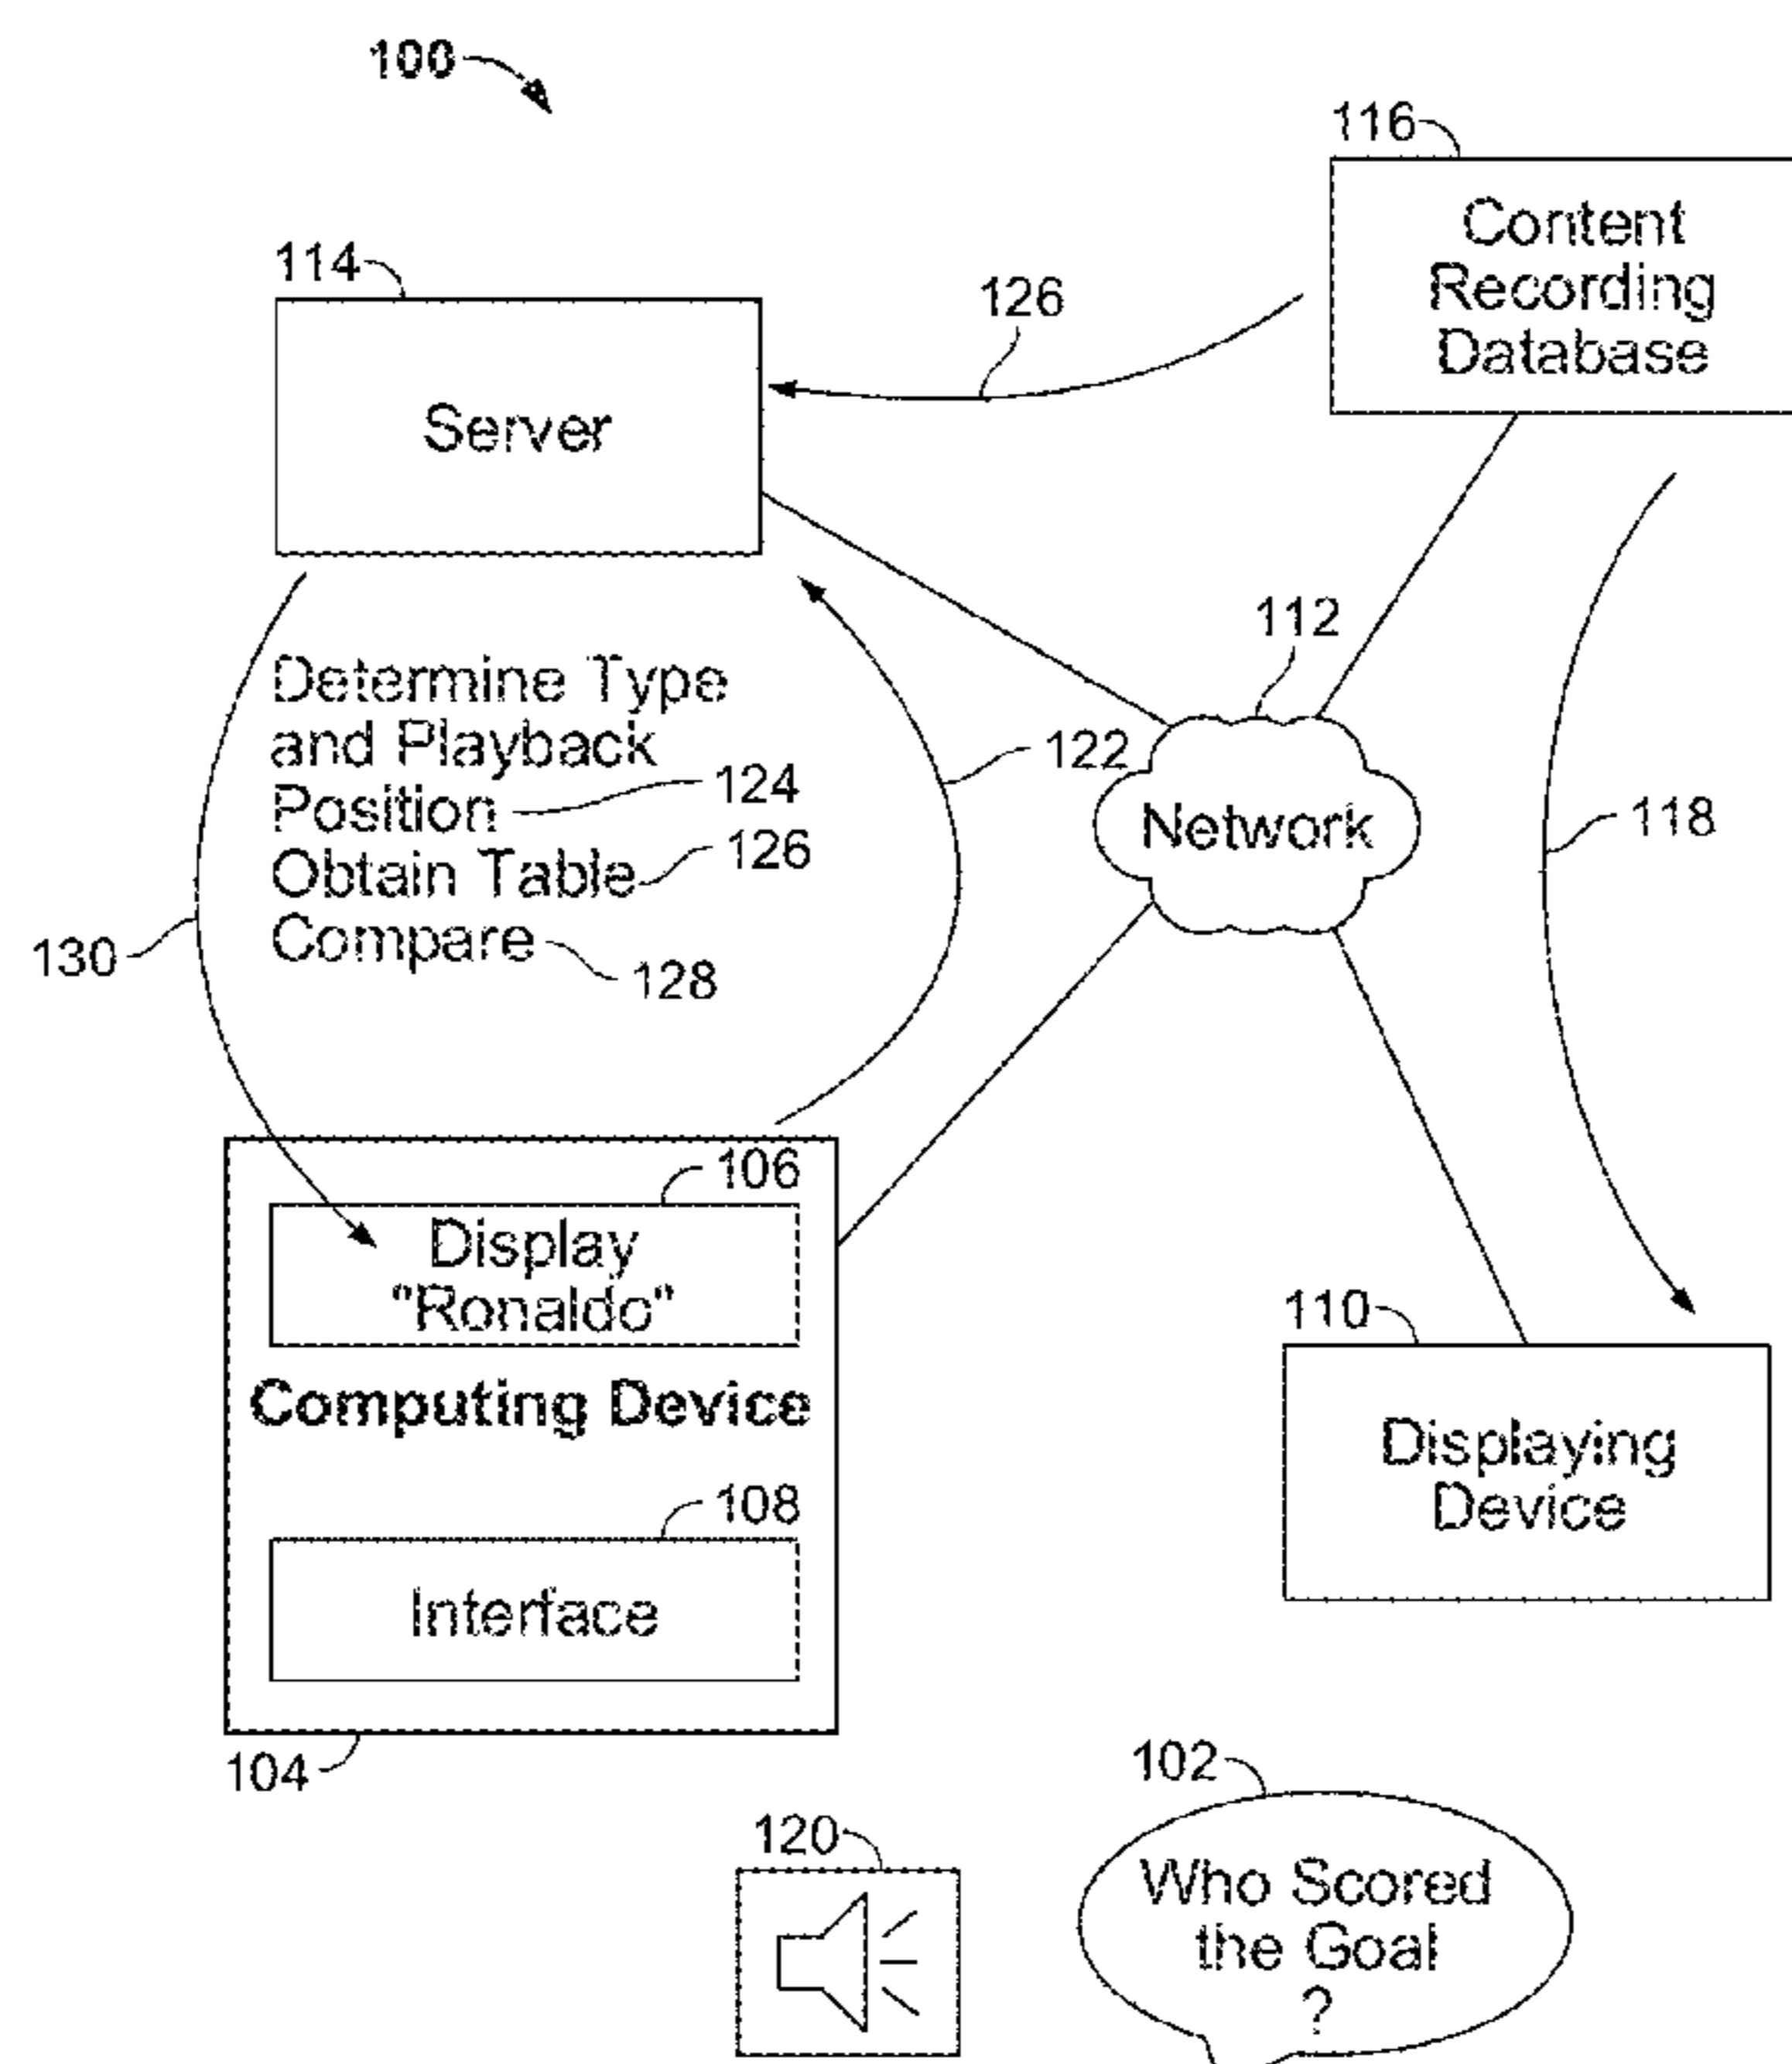 100
116
Content
Recording
Database
114
126
Server
112
Determine Type
and Playback
Position
124
Obtain Table
126
Compare
128
122
Network
118
130
106
Display
"Ronaldo"
Computing Device
108
Interface
104
110
Displaying
Device
120
102
Who Scored
the Goal
?